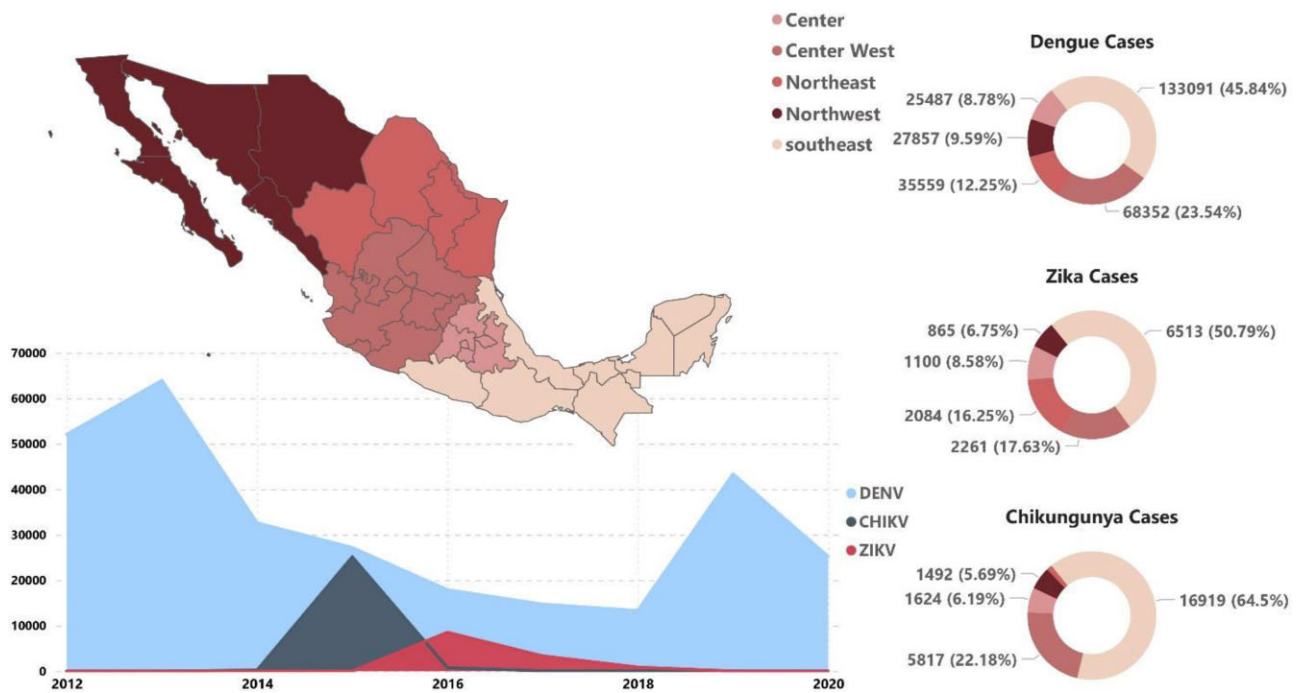 Center
Center West
Northeast
Northwest
southeast
Dengue Cases
133091 (45.84%)
25487 (8.78%)
27857 (9.59%)
35559 (12.25%)
68352 (23.54%)
Zika Cases
865 (6.75%)
6513 (50.79%)
1100 (8.58%)
2084 (16.25%)
2261 (17.63%)
Chikungunya Cases
1492 (5.69%)
1624 (6.19%)
16919 (64.5%)
5817 (22.18%)
70000
60000
50000
40000
30000
20000
10000
0
2012
2014
2016
2018
2020
DENV
CHIKV
ZIKV